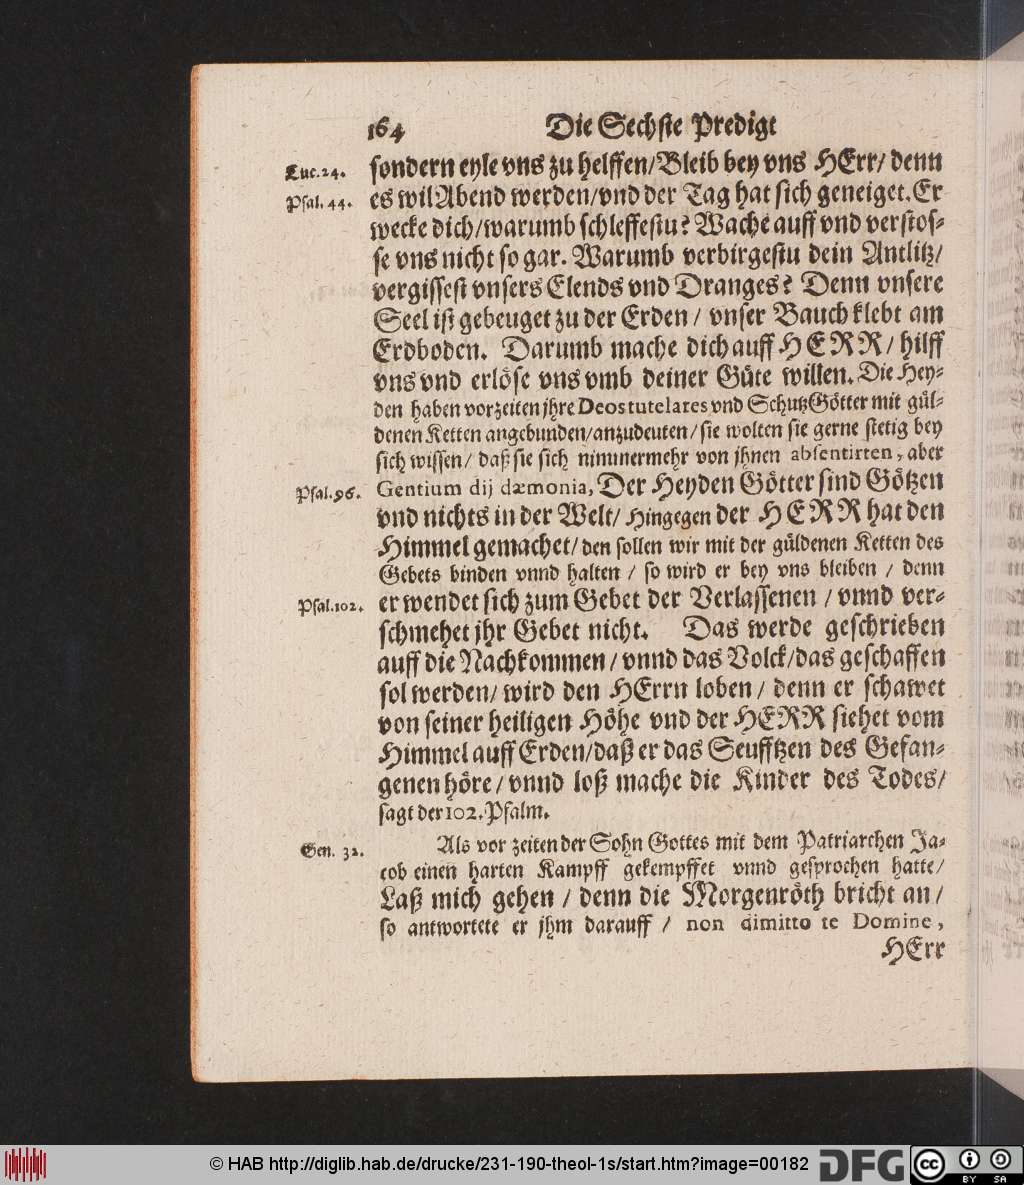 164 Die Sechste Predigt
Luc. 24. sondern eyle vns zu helffen/Bleib bey vns HErr/ denn
Psal. 44. es wil Abend werden/vnd der Tag hat sich geneiget. Er
wecke dich/warumb schleffestu? Wache auff vnd verstos-
se vns nicht so gar. Warumb verbirgestu dein Antlitz/
vergissest vnsers Elends vnd Dranges? Denn vnsere
Seel ist gebeuget zu der Erden / vnser Bauch klebt am
Erdboden. Darumb mache dich auff HERR/ hilff
vns vnd erlöse vns vmb deiner Güte willen. Die Hey-
den haben vorzeiten jhre Deos tutelares vnd SchutzGötter mit gül-
denen Ketten angebunden/anzudeuten/ sie wolten sie gerne stetig bey
sich wissen/ daß sie sich nimmermehr von jhnen absentirten, aber
Psal. 96. Gentium dij dæmonia, Der Heyden Götter sind Götzen
vnd nichts in der Welt/ Hingegen der HERR hat den
Himmel gemachet/ den sollen wir mit der güldenen Ketten des
Gebets binden vnnd halten / so wird er bey vns bleiben / denn
Psal. 102. er wendet sich zum Gebet der Verlassenen / vnnd ver-
schmehet jhr Gebet nicht. Das werde geschrieben
auff die Nachkommen / vnnd das Volck/das geschaffen
sol werden/ wird den HErrn loben / denn er schawet
von seiner heiligen Höhe vnd der HERR siehet vom
Himmel auff Erden/daß er das Seufftzen des Gefan-
genen höre/ vnnd loß mache die Kinder des Todes/
sagt der 102. Psalm.
Gen. 32. Als vor zeiten der Sohn Gottes mit dem Patriarchen Ja-
cob einen harten Kampff gekempffet vnnd gesprochen hatte/
Laß mich gehen / denn die Morgenröth bricht an /
so antwortete er jhm darauff / non dimitto te Domine,
HErr
© HAB http://diglib.hab.de/drucke/231-190-theol-1s/start.htm?image=00182 DFG cc BY SA